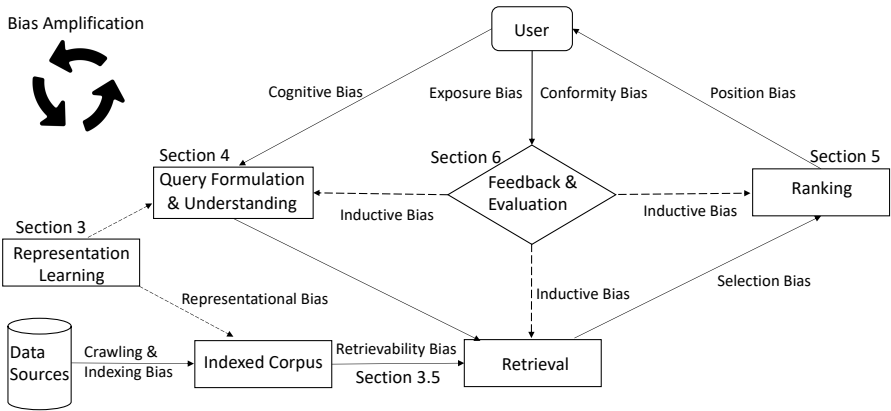 Bias Amplification
User
Cognitive Bias
Exposure Bias
Conformity Bias
Position Bias
Section 4
Query Formulation
& Understanding
Section 6
Feedback &
Evaluation
Section 5
Ranking
Inductive Bias
Inductive Bias
Section 3
Representation
Learning
Representational Bias
Inductive Bias
Selection Bias
Data
Sources
Crawling &
Indexing Bias
Indexed Corpus
Retrievability Bias
Section 3.5
Retrieval